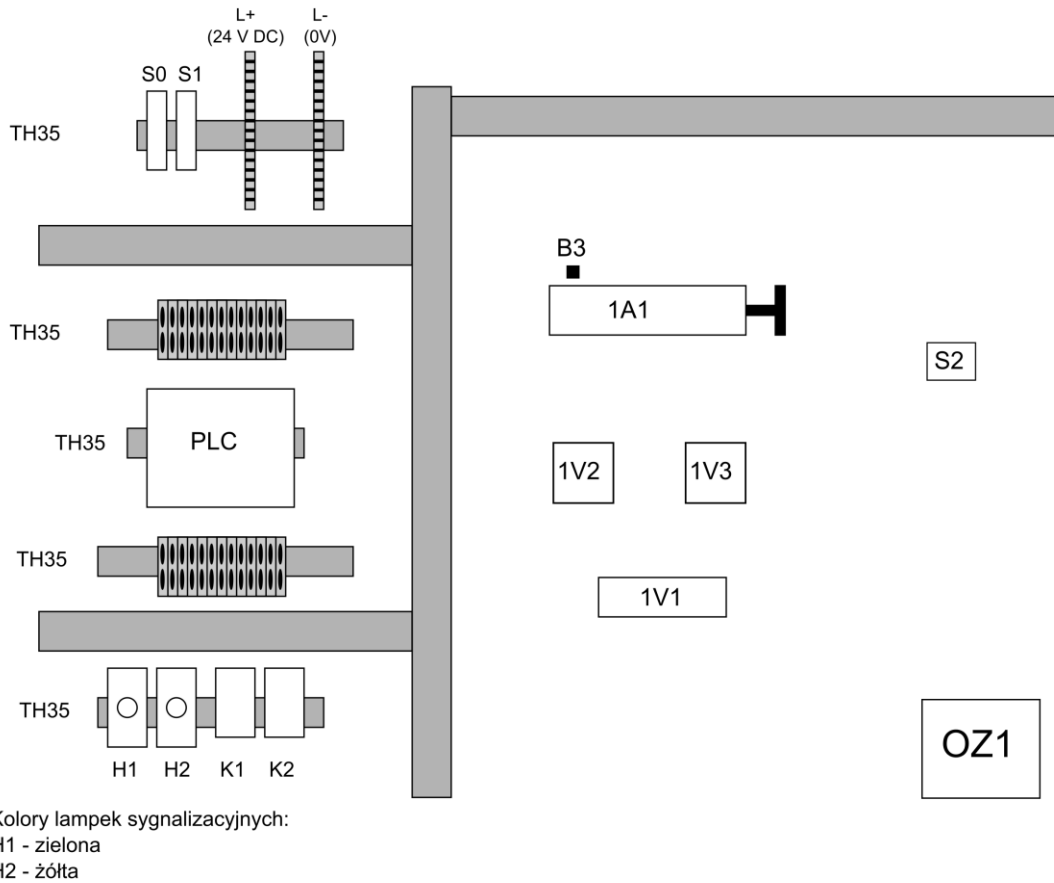 L+ L-
(24 V DC) (0V)
S0 S1
TH35
B3
1A1
TH35
S2
PLC
TH35
1V2 1V3
TH35
1V1
TH35
OZ1
H1 H2 K1 K2
Kolory lampek sygnalizacyjnych:
H1 - zielona
H2 - żółta